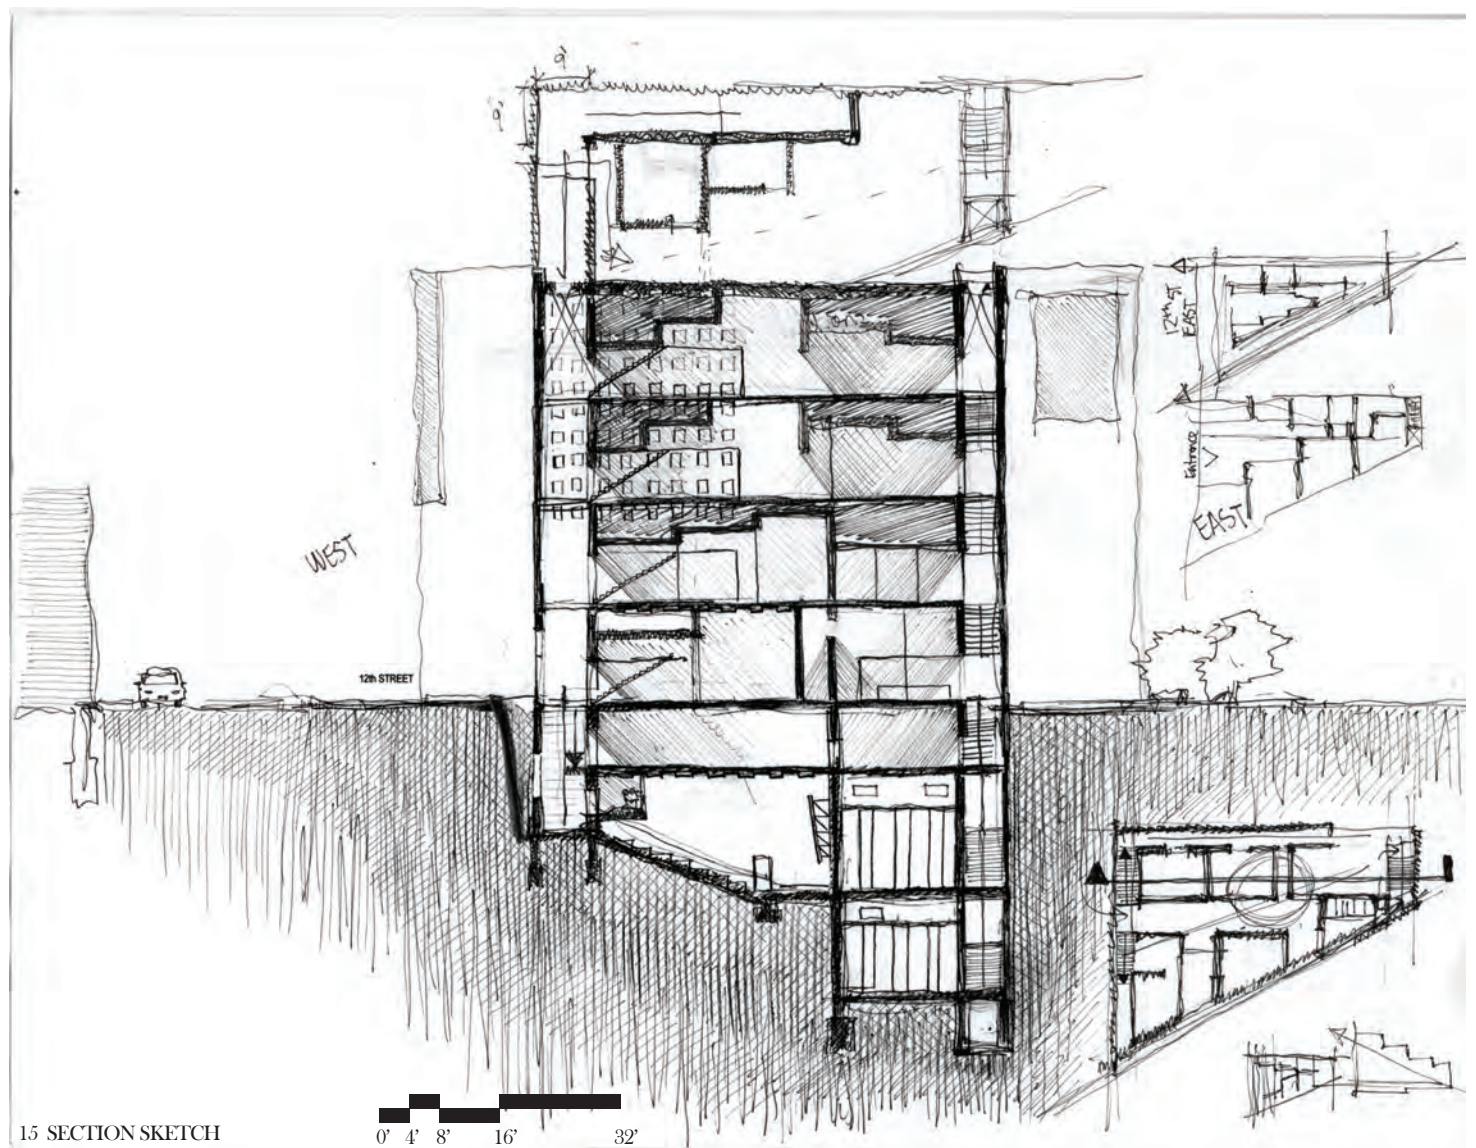 9'
9'
12th ST
EAST
Entrance
EAST
WEST
12th STREET
15 SECTION SKETCH
0' 4' 8' 16' 32'